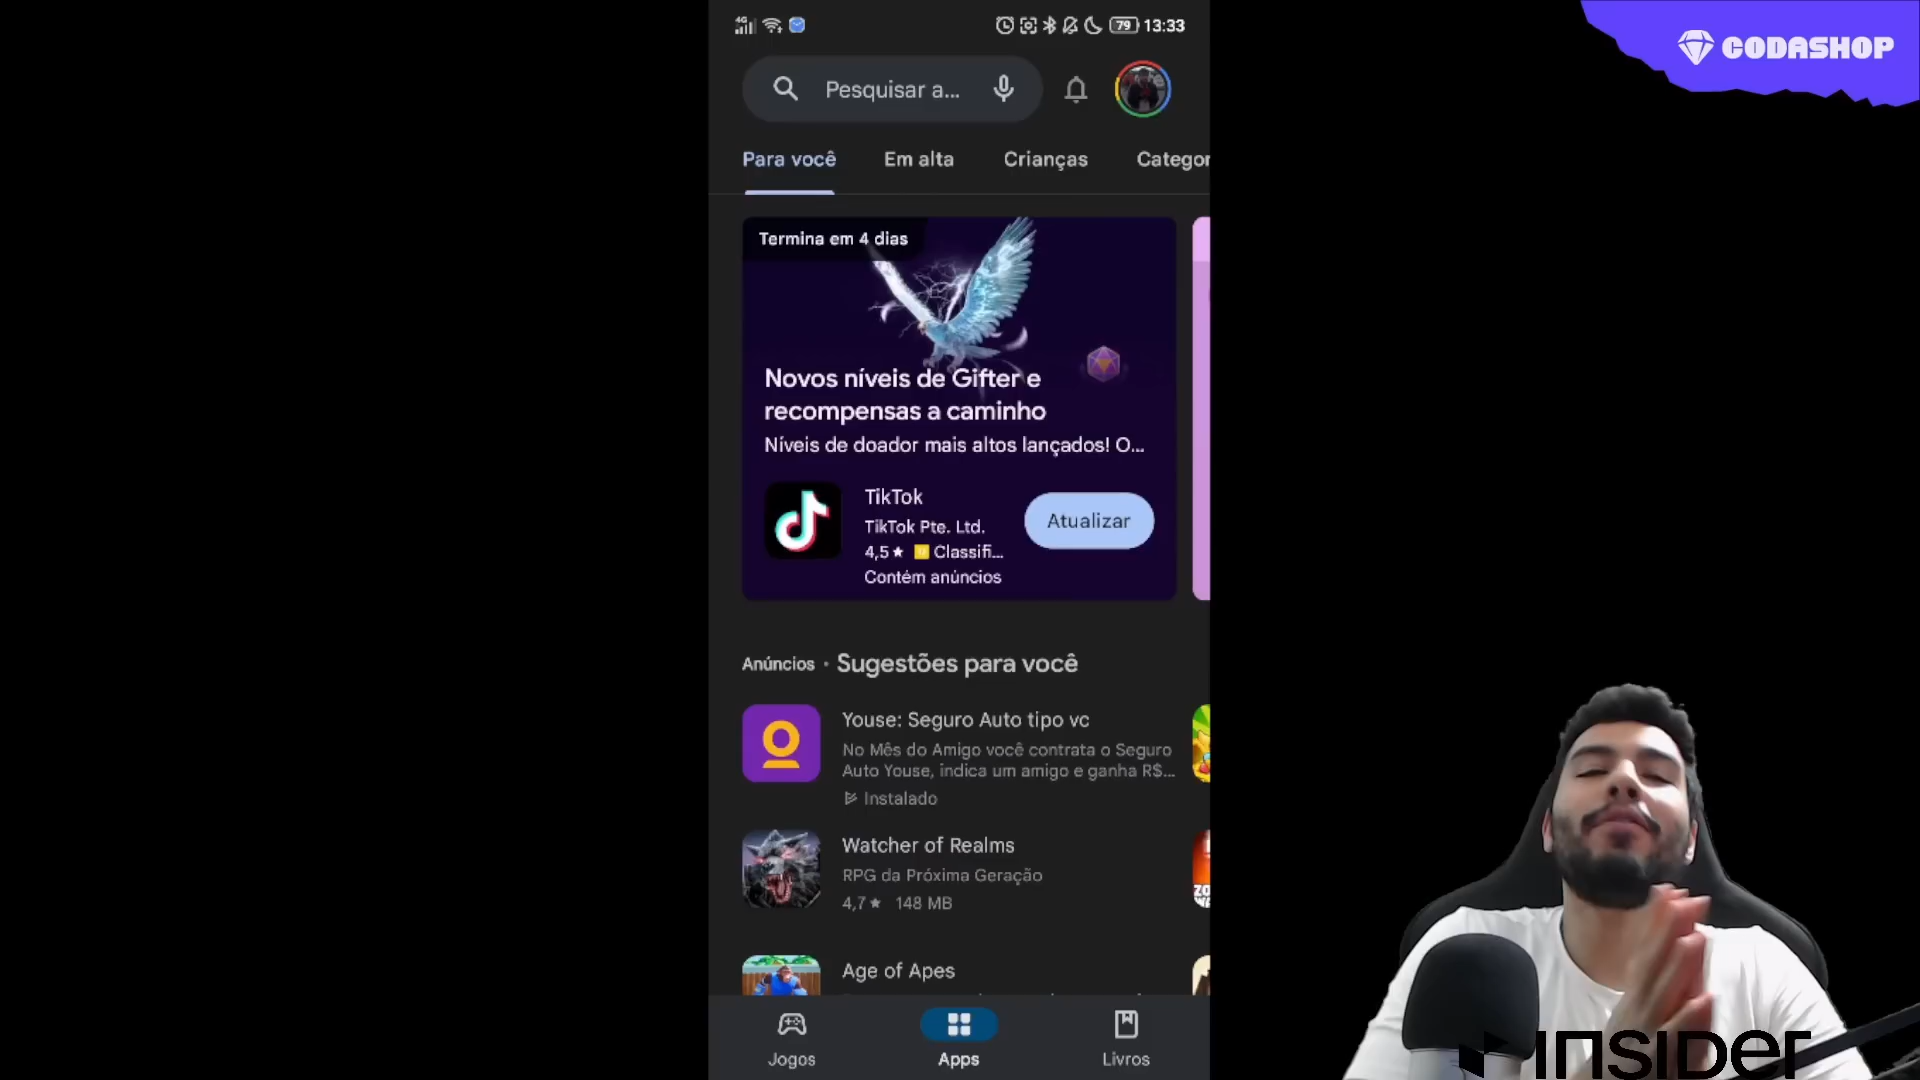 4G
79
13:33
CODASHOP
Pesquisar a...
Para você
Em alta
Crianças
Categor
Termina em 4 dias
Novos níveis de Gifter e
recompensas a caminho
Níveis de doador mais altos lançados! O...
TikTok
TikTok Pte. Ltd.
4,5★ Classifi...
Contém anúncios
Atualizar
Anúncios • Sugestões para você
Youse: Seguro Auto tipo vc
No Mês do Amigo você contrata o Seguro
Auto Youse, indica um amigo e ganha R$...
Instalado
Watcher of Realms
RPG da Próxima Geração
4,7★ 148 MB
Age of Apes
Jogos
Apps
Livros
INSIDER